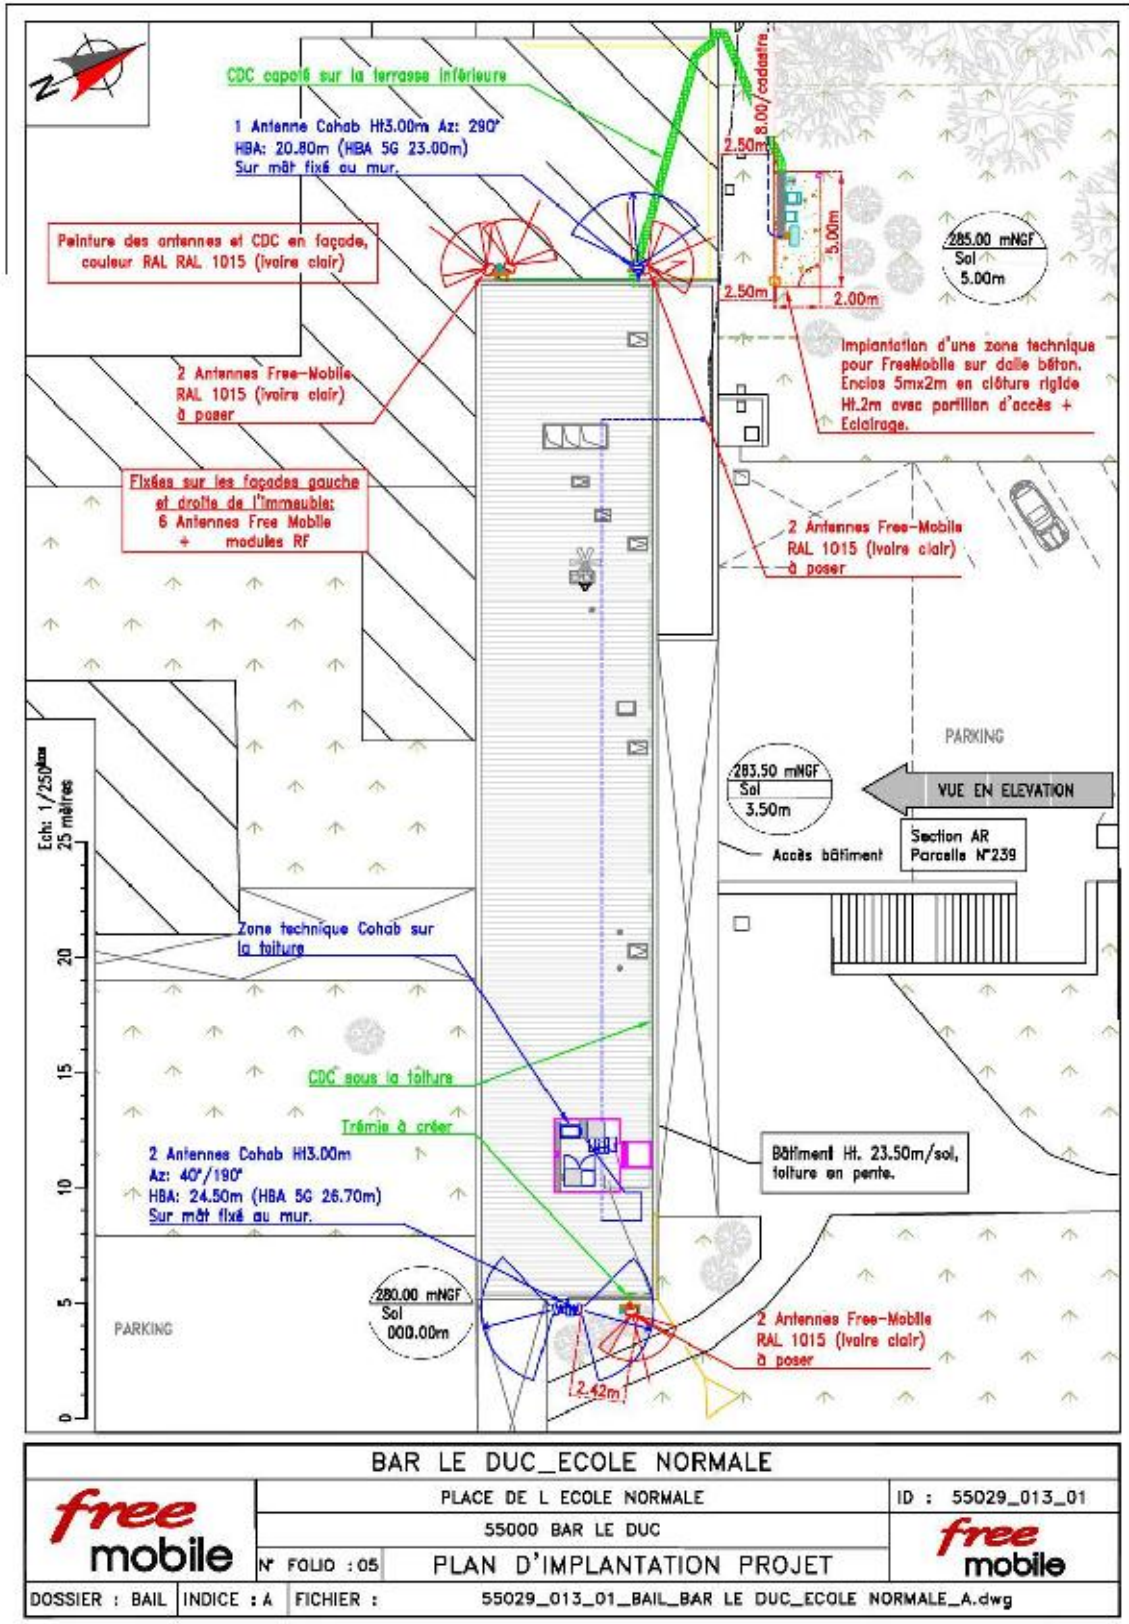 N
CDC capoté sur la terrasse inférieure
1 Antenne Cohab Ht3.00m Az: 290°
HBA: 20.80m (HBA 5G 23.00m)
Sur mât fixé au mur.
8.00/cadastre
2.50m
Peinture des antennes et CDC en façade,
couleur RAL RAL 1015 (ivoire clair)
5.00m
285.00 mNGF
Sol
5.00m
2.50m
2.00m
2 Antennes Free-Mobile
RAL 1015 (ivoire clair)
à poser
Implantation d'une zone technique
pour FreeMobile sur dalle béton.
Enclos 5mx2m en clôture rigide
Ht.2m avec portillon d'accès +
Eclairage.
Fixées sur les façades gauche
et droite de l'immeuble:
6 Antennes Free Mobile
+ modules RF
2 Antennes Free-Mobile
RAL 1015 (ivoire clair)
à poser
PARKING
283.50 mNGF
Sol
3.50m
VUE EN ELEVATION
Section AR
Parcelle N°239
Accès bâtiment
Ech: 1/250
mètres
25
20
15
10
5
0
Zone technique Cohab sur
la toiture
CDC sous la toiture
Trémie à créer
2 Antennes Cohab Ht3.00m
Az: 40°/190°
HBA: 24.50m (HBA 5G 26.70m)
Sur mât fixé au mur.
Bâtiment Ht. 23.50m/sol,
toiture en pente.
280.00 mNGF
Sol
000.00m
PARKING
2 Antennes Free-Mobile
RAL 1015 (ivoire clair)
à poser
2.42m
BAR LE DUC_ECOLE NORMALE
free
mobile
PLACE DE L ECOLE NORMALE
ID : 55029_013_01
55000 BAR LE DUC
free
mobile
N° FOLIO : 05
PLAN D'IMPLANTATION PROJET
DOSSIER : BAIL
INDICE : A
FICHIER :
55029_013_01_BAIL_BAR LE DUC_ECOLE NORMALE_A.dwg